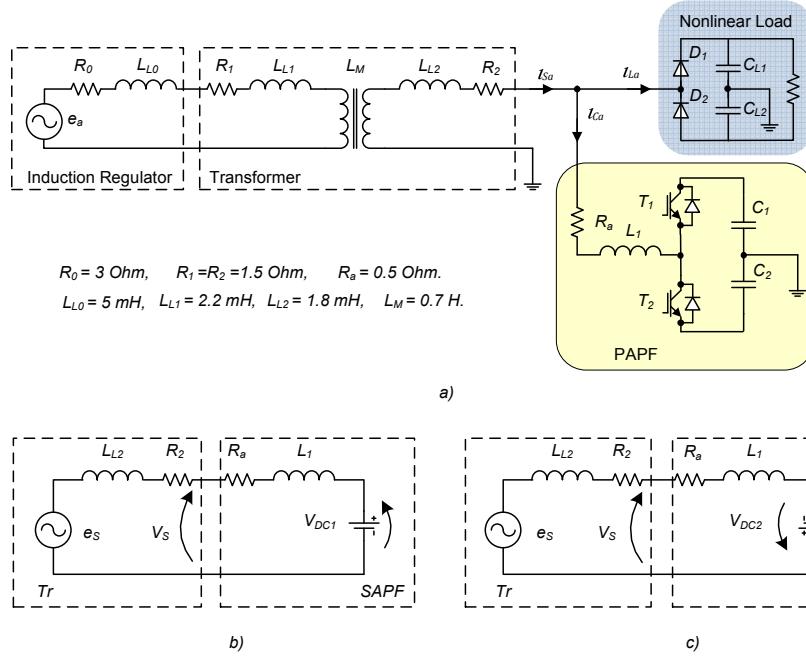 Nonlinear Load
R0 LL0 R1 LL1 LM LL2 R2
iSa iLa
D1 CL1
D2 CL2
ea
iCa
Induction Regulator Transformer
T1 C1
Ra L1
T2 C2
PAPF
R0 = 3 Ohm, R1 =R2 = 1.5 Ohm, Ra = 0.5 Ohm.
LL0 = 5 mH, LL1 = 2.2 mH, LL2 = 1.8 mH, LM = 0.7 H.
a)
LL2 R2 Ra L1
eS VS VDC1
+
-
Tr SAPF
b)
LL2 R2 Ra L1
eS VS VDC2
+
Tr
c)